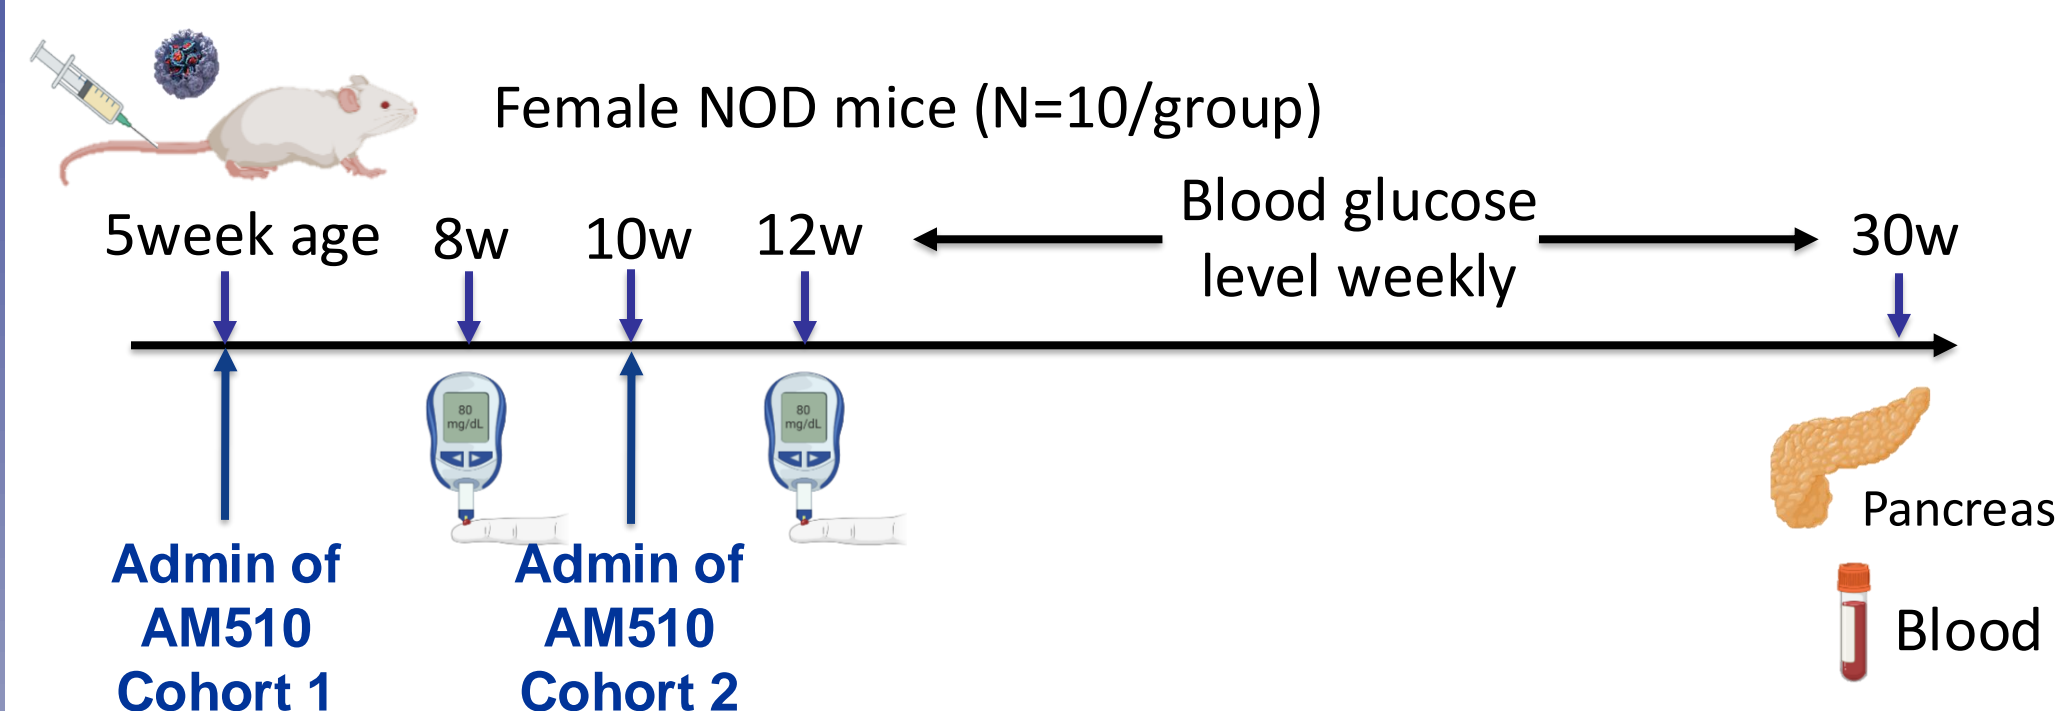 Female NOD mice (N=10/group)
5week age
8w
10w
12w
Blood glucose
level weekly
30w
80
mg/dL
80
mg/dL
Admin of
AM510
Cohort 1
Admin of
AM510
Cohort 2
Pancreas
Blood